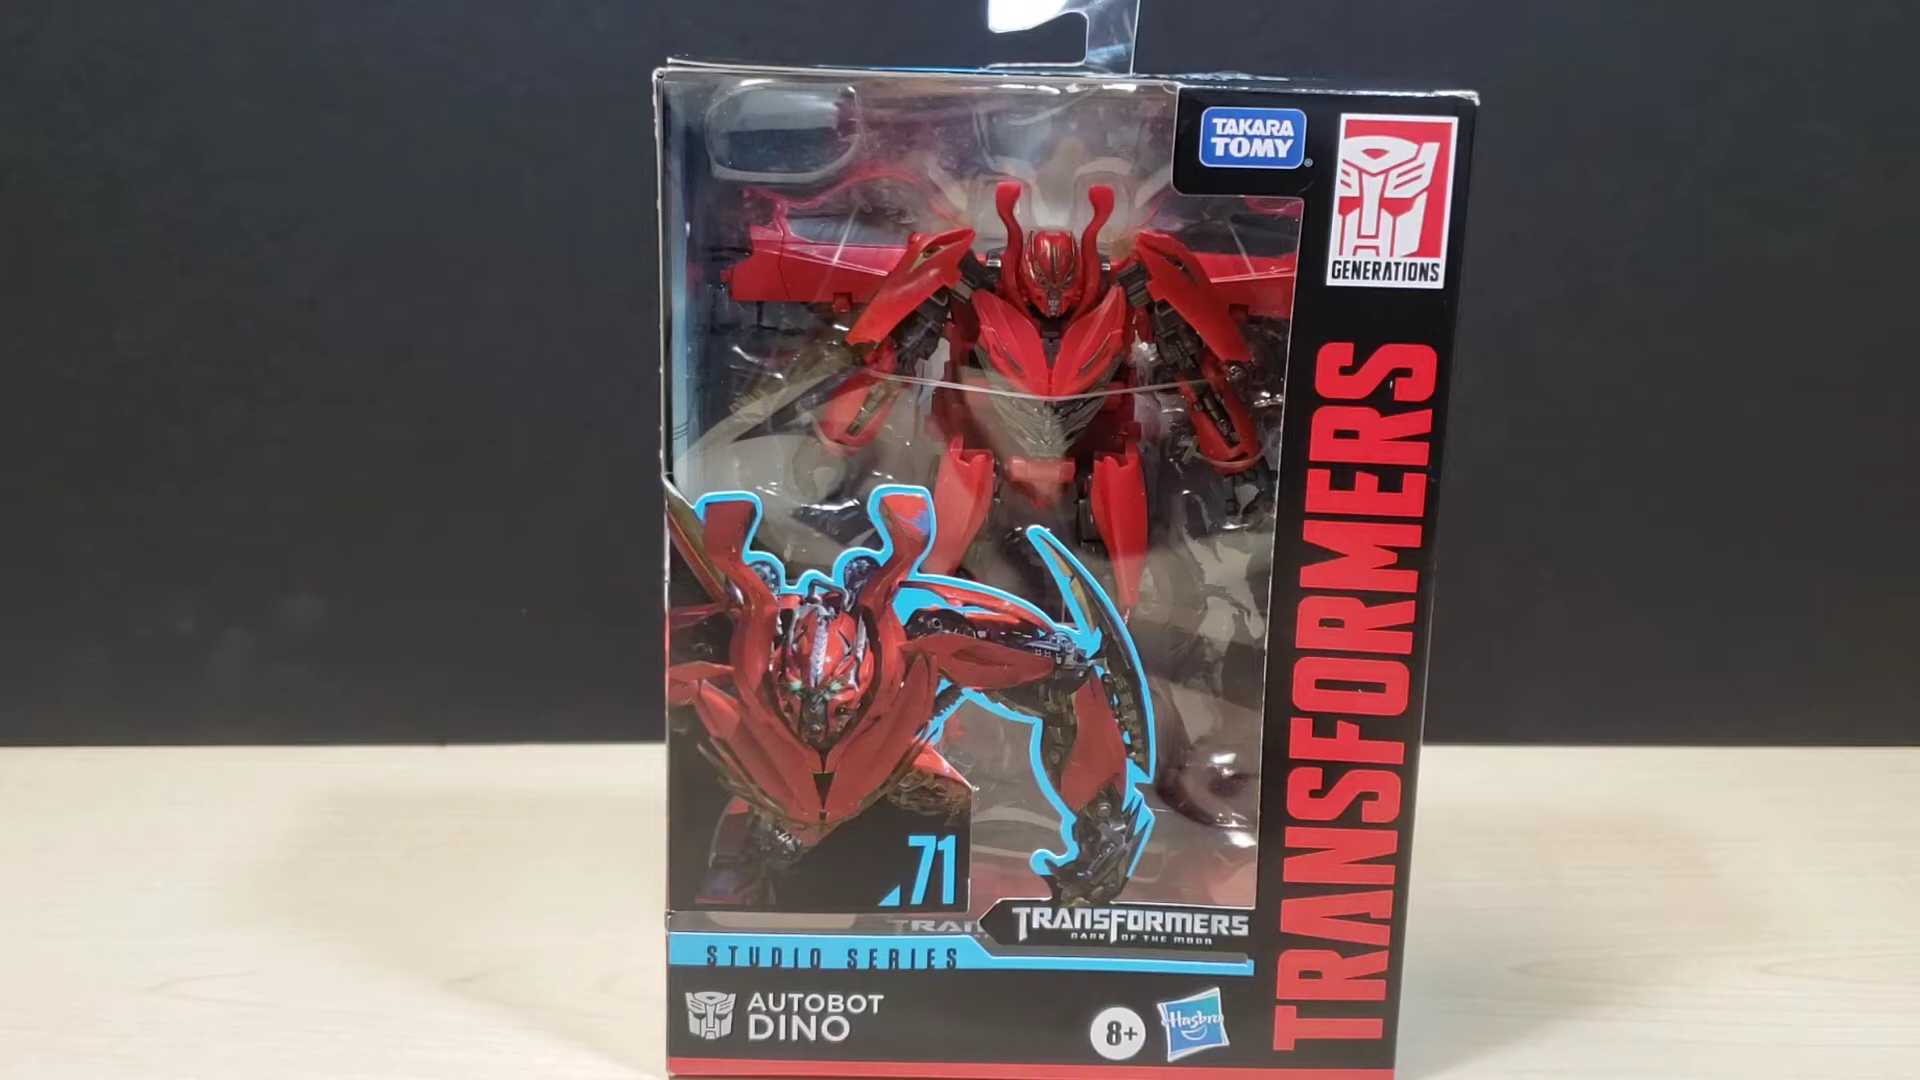 TAKARA
TOMY
®
GENERATIONS
TRANSFORMERS
71
TRANSFORMERS
DARK OF THE MOON
STUDIO SERIES
AUTOBOT
DINO
8+
Hasbro